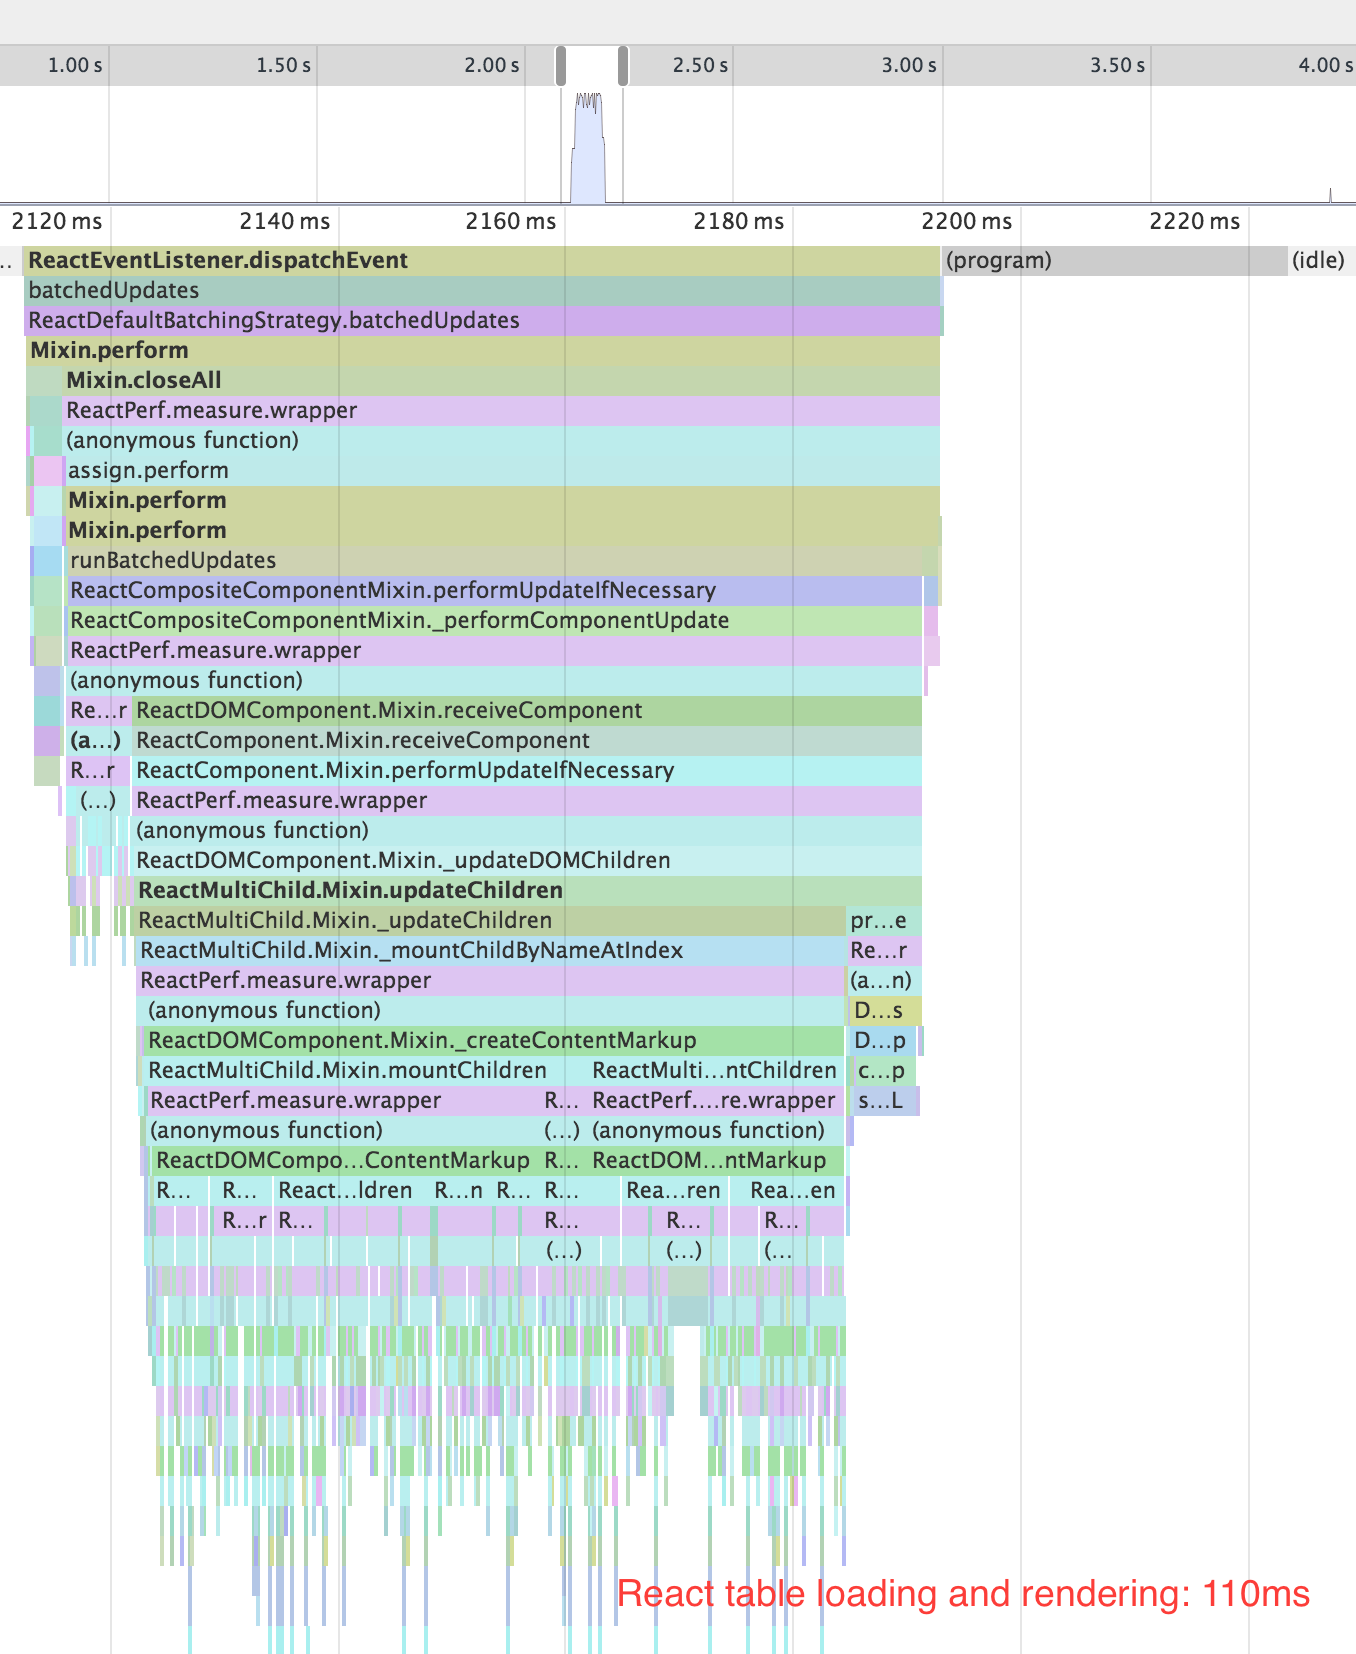 1.00 s 1.50 s 2.00 s 2.50 s 3.00 s 3.50 s 4.00 s
2120 ms 2140 ms 2160 ms 2180 ms 2200 ms 2220 ms
.. ReactEventListener.dispatchEvent (program) (idle)
batchedUpdates
ReactDefaultBatchingStrategy.batchedUpdates
Mixin.perform
Mixin.closeAll
ReactPerf.measure.wrapper
(anonymous function)
assign.perform
Mixin.perform
Mixin.perform
runBatchedUpdates
ReactCompositeComponentMixin.performUpdateIfNecessary
ReactCompositeComponentMixin._performComponentUpdate
ReactPerf.measure.wrapper
(anonymous function)
Re...r ReactDOMComponent.Mixin.receiveComponent
(a...) ReactComponent.Mixin.receiveComponent
R...r ReactComponent.Mixin.performUpdateIfNecessary
(...) ReactPerf.measure.wrapper
(anonymous function)
ReactDOMComponent.Mixin._updateDOMChildren
ReactMultiChild.Mixin.updateChildren
ReactMultiChild.Mixin._updateChildren pr...e
ReactMultiChild.Mixin._mountChildByNameAtIndex Re...r
ReactPerf.measure.wrapper (a...n)
(anonymous function) D...s
ReactDOMComponent.Mixin._createContentMarkup D...p
ReactMultiChild.Mixin.mountChildren ReactMulti...ntChildren c...p
ReactPerf.measure.wrapper R... ReactPerf....re.wrapper s...L
(anonymous function) (...) (anonymous function)
ReactDOMCompo...ContentMarkup R... ReactDOM...ntMarkup
R... R... React...ldren R...n R... R... Rea...ren Rea...en
R...r R... R... R... R...
(...) (...) (...
React table loading and rendering: 110ms